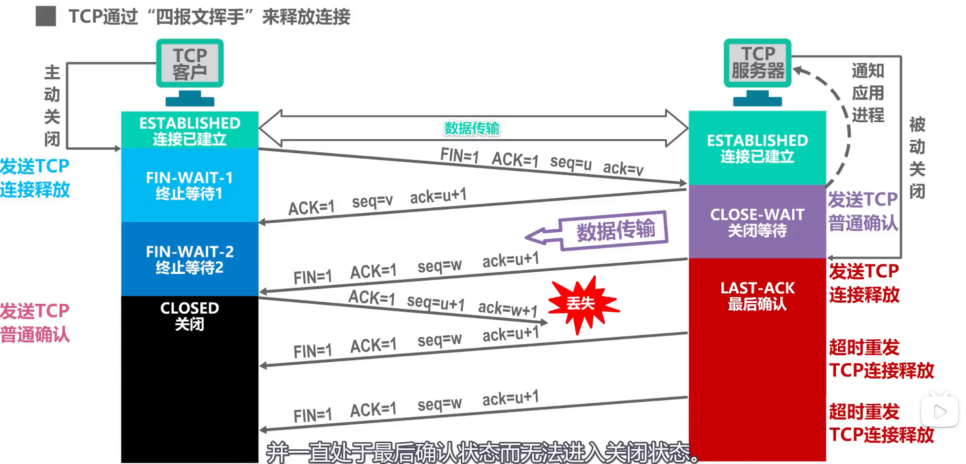 TCP通过“四报文挥手”来释放连接
TCP
客户
TCP
服务器
主动关闭
通知
应用
进程
被动关闭
ESTABLISHED
连接已建立
数据传输
ESTABLISHED
连接已建立
FIN=1 ACK=1 seq=u ack=v
发送TCP
连接释放
FIN-WAIT-1
终止等待1
ACK=1 seq=v ack=u+1
CLOSE-WAIT
关闭等待
发送TCP
普通确认
数据传输
FIN-WAIT-2
终止等待2
FIN=1 ACK=1 seq=w ack=u+1
发送TCP
连接释放
LAST-ACK
最后确认
CLOSED
关闭
发送TCP
普通确认
ACK=1 seq=u+1 ack=w+1
丢失
FIN=1 ACK=1 seq=w ack=u+1
超时重发
TCP连接释放
FIN=1 ACK=1 seq=w ack=u+1
超时重发
TCP连接释放
并一直处于最后确认状态而无法进入关闭状态。